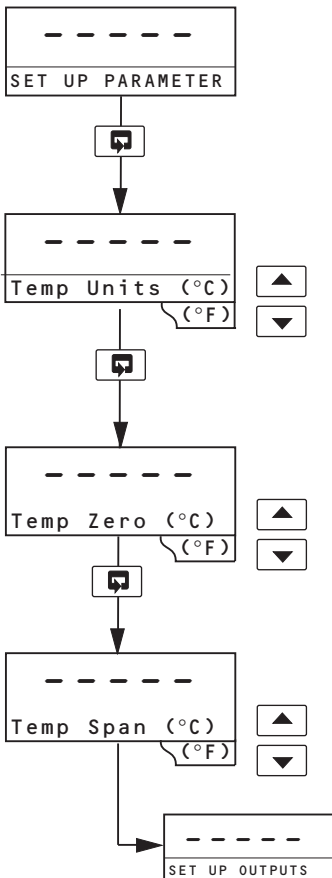 - - - - -
SET UP PARAMETER
- - - - -
Temp Units (°C)
(°F)
- - - - -
Temp Zero (°C)
(°F)
- - - - -
Temp Span (°C)
(°F)
- - - - -
SET UP OUTPUTS